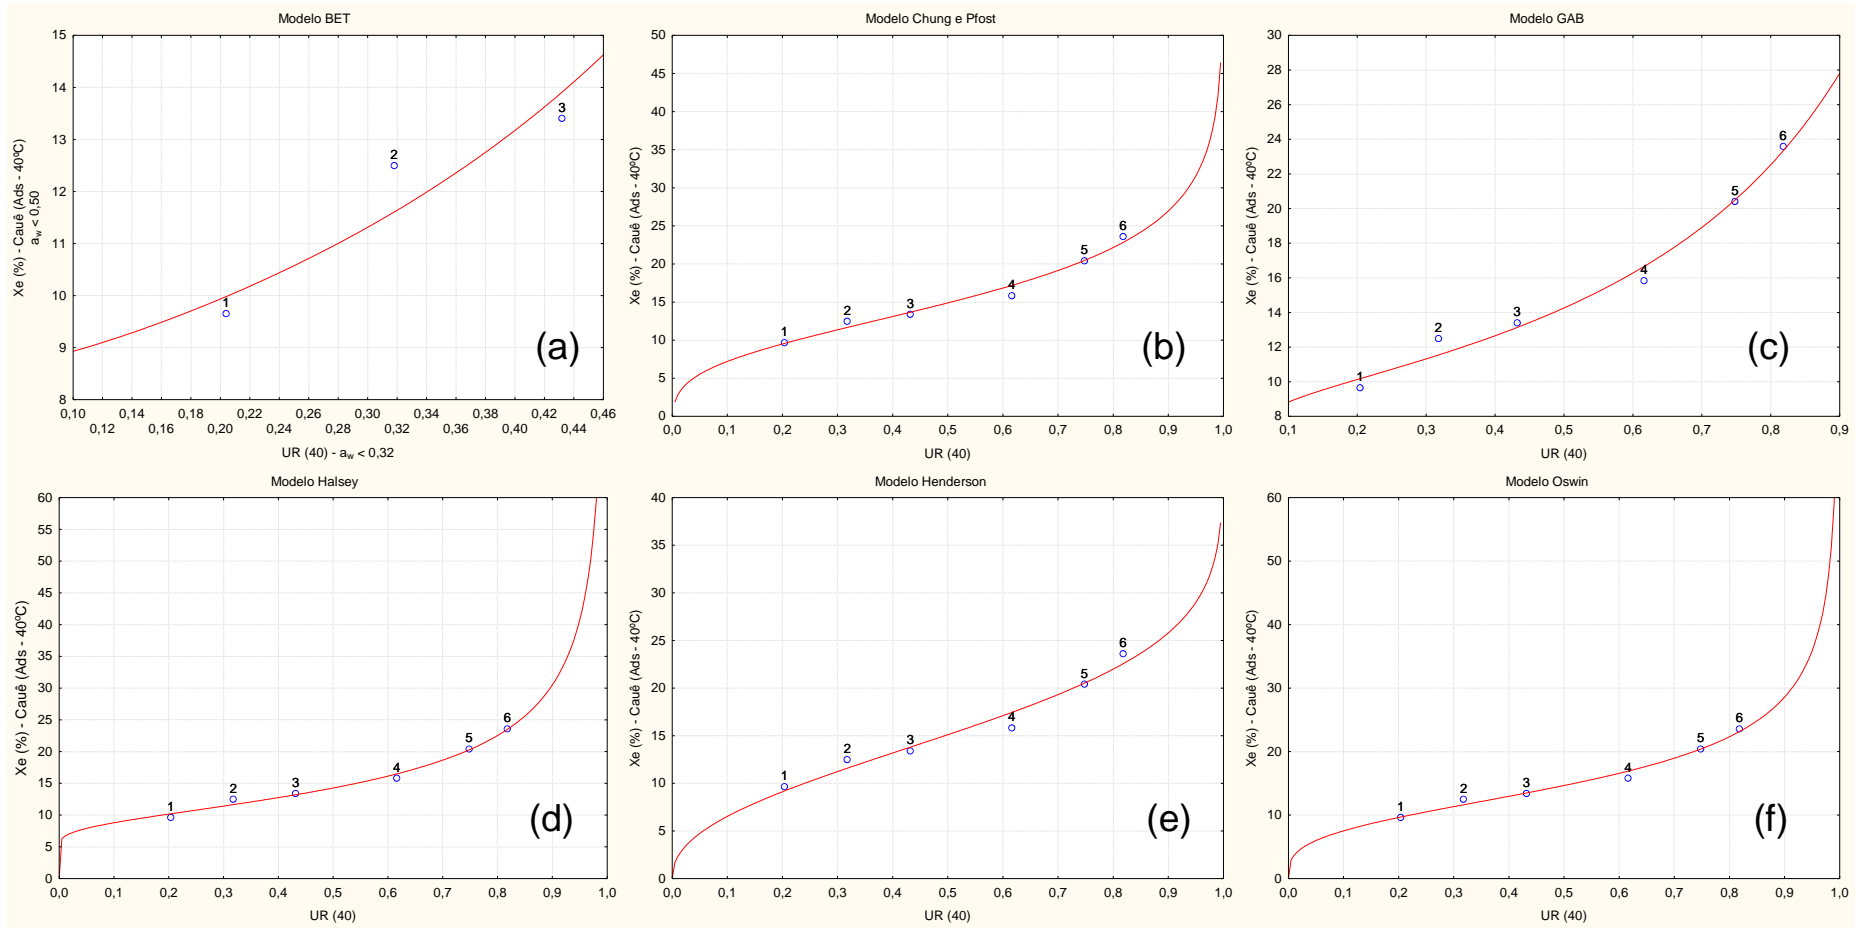 Modelo BET
15
14
13
12
11
10
9
8
Xe (%) - Cauê (Ads - 40ºC)
aw < 0,50
1
2
3
(a)
0,10 0,14 0,18 0,22 0,26 0,30 0,34 0,38 0,42 0,46
0,12 0,16 0,20 0,24 0,28 0,32 0,36 0,40 0,44
UR (40) - aw < 0,32
Modelo Chung e Pfost
50
45
40
35
30
25
20
15
10
5
0
Xe (%) - Cauê (Ads - 40ºC)
1
2
3
4
5
6
(b)
0,0 0,1 0,2 0,3 0,4 0,5 0,6 0,7 0,8 0,9 1,0
UR (40)
Modelo GAB
30
28
26
24
22
20
18
16
14
12
10
8
Xe (%) - Cauê (Ads - 40ºC)
1
2
3
4
5
6
(c)
0,1 0,2 0,3 0,4 0,5 0,6 0,7 0,8 0,9
UR (40)
Modelo Halsey
60
55
50
45
40
35
30
25
20
15
10
5
0
Xe (%) - Cauê (Ads - 40ºC)
1
2
3
4
5
6
(d)
0,0 0,1 0,2 0,3 0,4 0,5 0,6 0,7 0,8 0,9 1,0
UR (40)
Modelo Henderson
40
35
30
25
20
15
10
5
0
Xe (%) - Cauê (Ads - 40ºC)
1
2
3
4
5
6
(e)
0,0 0,1 0,2 0,3 0,4 0,5 0,6 0,7 0,8 0,9 1,0
UR (40)
Modelo Oswin
60
50
40
30
20
10
0
Xe (%) - Cauê (Ads - 40ºC)
1
2
3
4
5
6
(f)
0,0 0,1 0,2 0,3 0,4 0,5 0,6 0,7 0,8 0,9 1,0
UR (40)